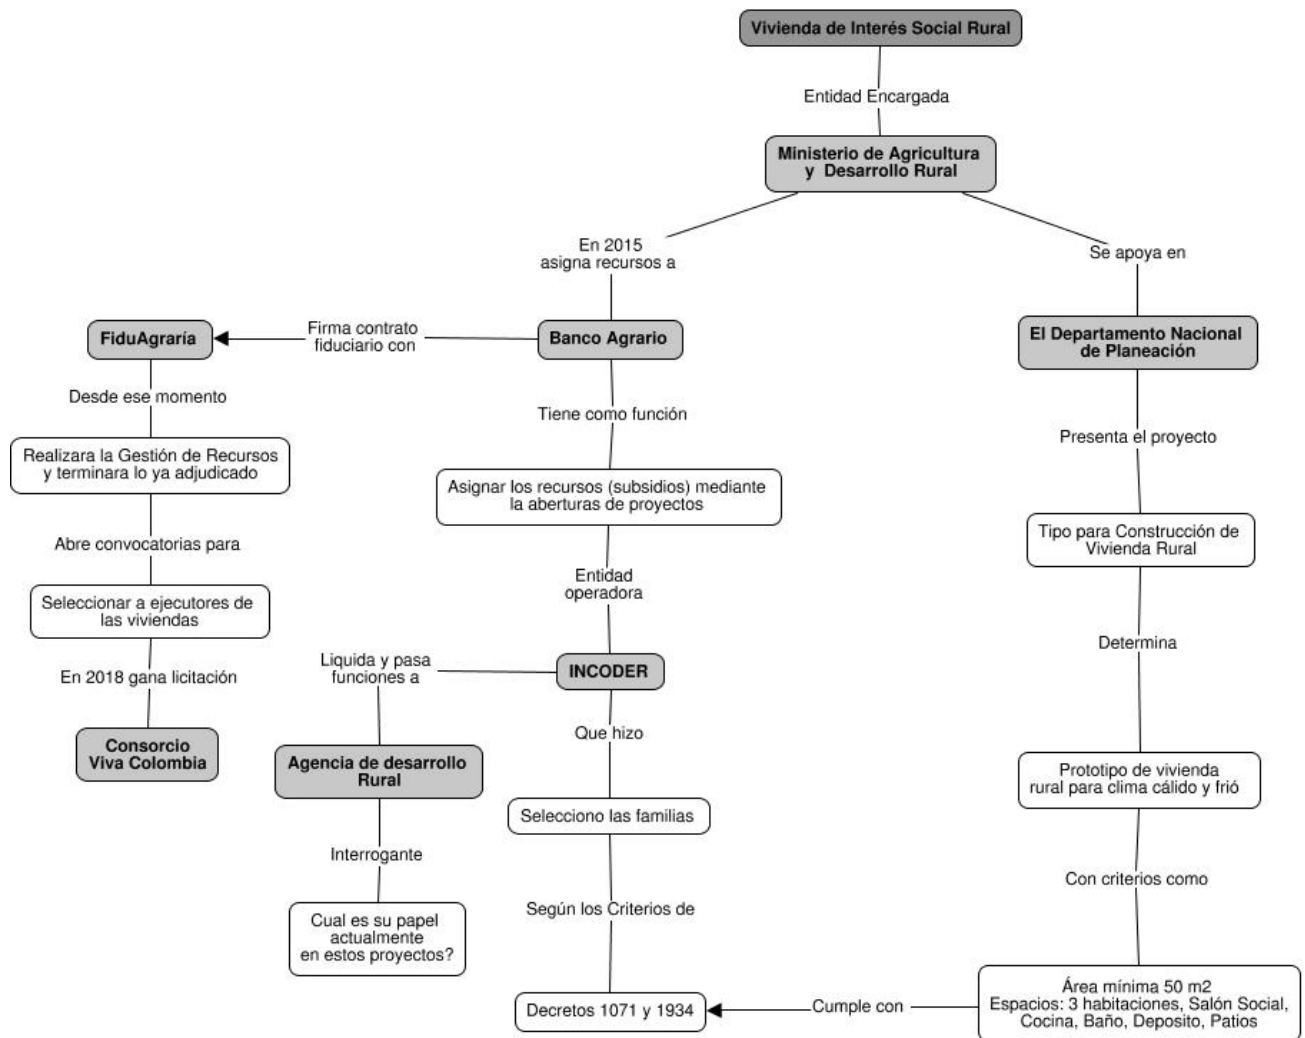 Vivienda de Interés Social Rural
Entidad Encargada
Ministerio de Agricultura
y Desarrollo Rural
En 2015
asigna recursos a
Se apoya en
FiduAgraría
Firma contrato
fiduciario con
Banco Agrario
El Departamento Nacional
de Planeación
Desde ese momento
Tiene como función
Presenta el proyecto
Realizara la Gestión de Recursos
y terminara lo ya adjudicado
Asignar los recursos (subsidios) mediante
la aberturas de proyectos
Tipo para Construcción de
Vivienda Rural
Abre convocatorias para
Entidad
operadora
Seleccionar a ejecutores de
las viviendas
Determina
Liquida y pasa
funciones a
INCODER
En 2018 gana licitación
Que hizo
Consorcio
Viva Colombia
Agencia de desarrollo
Rural
Prototipo de vivienda
rural para clima cálido y frió
Selecciono las familias
Interrogante
Con criterios como
Según los Criterios de
Cual es su papel
actualmente
en estos proyectos?
Decretos 1071 y 1934
Cumple con
Área mínima 50 m2
Espacios: 3 habitaciones, Salón Social,
Cocina, Baño, Deposito, Patios